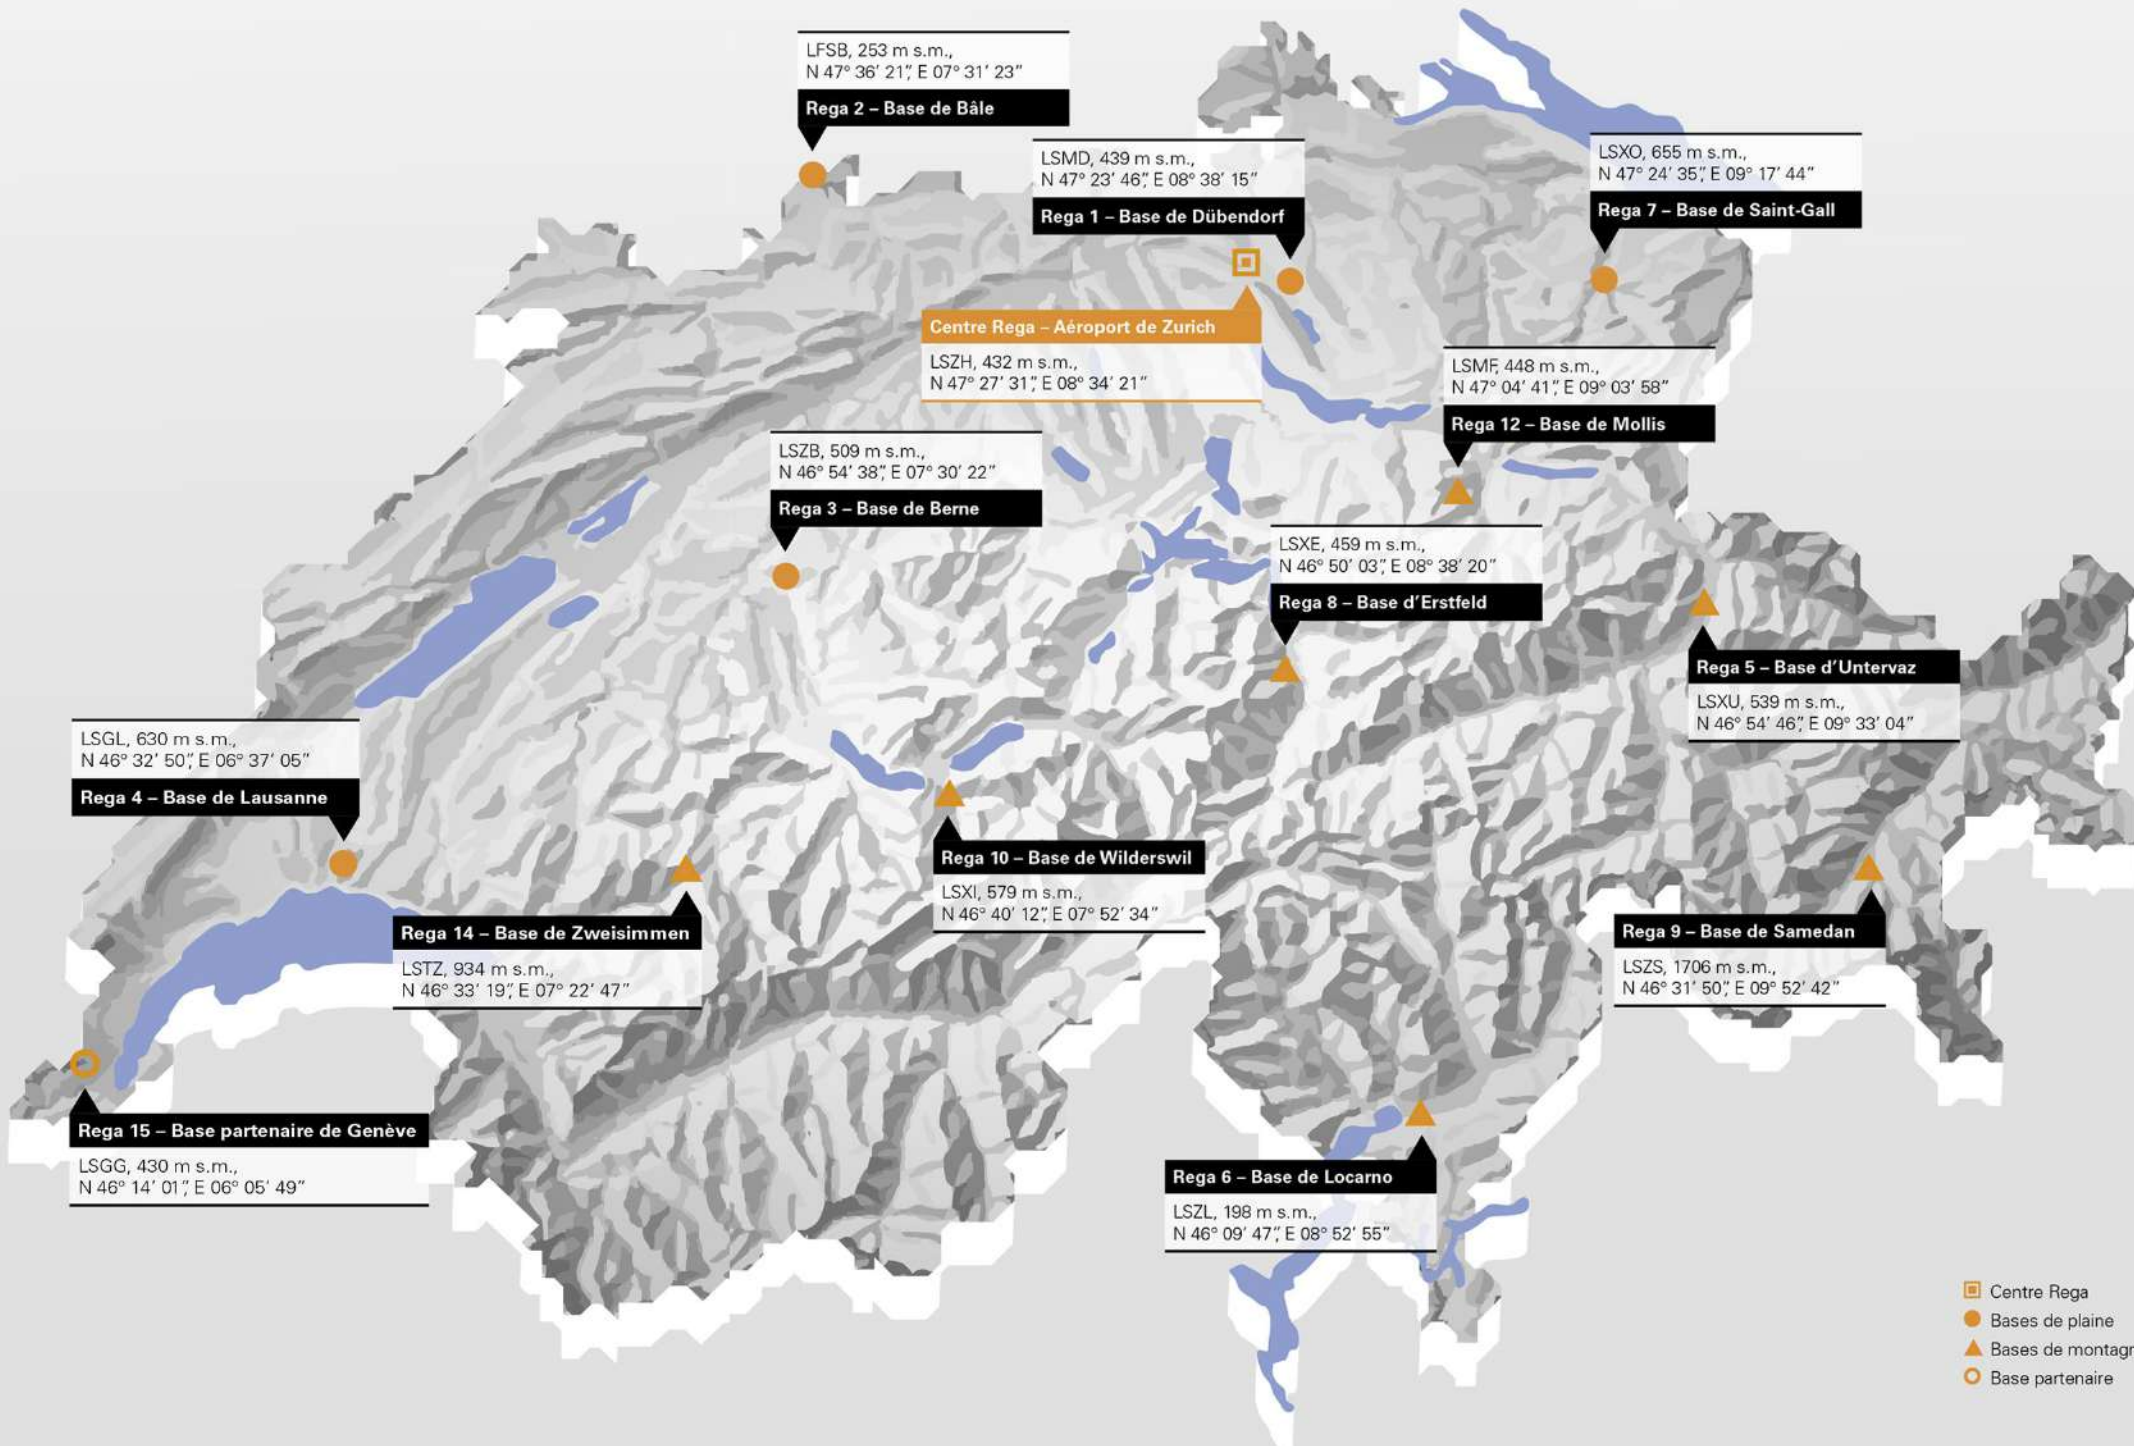 LFSB, 253 m s.m.,
N 47° 36′ 21″, E 07° 31′ 23″
Rega 2 – Base de Bâle
LSMD, 439 m s.m.,
N 47° 23′ 46″, E 08° 38′ 15″
Rega 1 – Base de Dübendorf
LSXO, 655 m s.m.,
N 47° 24′ 35″, E 09° 17′ 44″
Rega 7 – Base de Saint-Gall
Centre Rega – Aéroport de Zurich
LSZH, 432 m s.m.,
N 47° 27′ 31″, E 08° 34′ 21″
LSMF, 448 m s.m.,
N 47° 04′ 41″, E 09° 03′ 58″
Rega 12 – Base de Mollis
LSZB, 509 m s.m.,
N 46° 54′ 38″, E 07° 30′ 22″
Rega 3 – Base de Berne
LSXE, 459 m s.m.,
N 46° 50′ 03″, E 08° 38′ 20″
Rega 8 – Base d’Erstfeld
Rega 5 – Base d’Untervaz
LSXU, 539 m s.m.,
N 46° 54′ 46″, E 09° 33′ 04″
LSGL, 630 m s.m.,
N 46° 32′ 50″, E 06° 37′ 05″
Rega 4 – Base de Lausanne
Rega 10 – Base de Wilderswil
LSXI, 579 m s.m.,
N 46° 40′ 12″, E 07° 52′ 34″
Rega 14 – Base de Zweisimmen
LSTZ, 934 m s.m.,
N 46° 33′ 19″, E 07° 22′ 47″
Rega 9 – Base de Samedan
LSZS, 1706 m s.m.,
N 46° 31′ 50″, E 09° 52′ 42″
Rega 15 – Base partenaire de Genève
LSGG, 430 m s.m.,
N 46° 14′ 01″, E 06° 05′ 49″
Rega 6 – Base de Locarno
LSZL, 198 m s.m.,
N 46° 09′ 47″, E 08° 52′ 55″
Centre Rega
Bases de plaine
Bases de montagn
Base partenaire